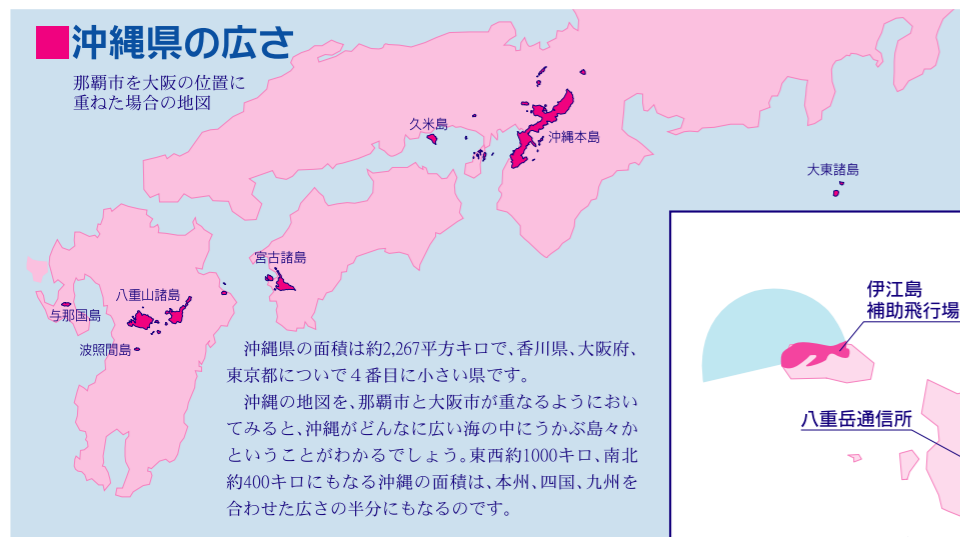 ■沖縄県の広さ
那覇市を大阪の位置に
重ねた場合の地図
久米島
沖縄本島
大東諸島
宮古諸島
八重山諸島
与那国島
波照間島
沖縄県の面積は約2,267平方キロで、香川県、大阪府、
東京都についで４番目に小さい県です。
沖縄の地図を、那覇市と大阪市が重なるようにおい
てみると、沖縄がどんなに広い海の中にうかぶ島々か
ということがわかるでしょう。東西約1000キロ、南北
約400キロにもなる沖縄の面積は、本州、四国、九州を
合わせた広さの半分にもなるのです。
伊江島
補助飛行場
八重岳通信所